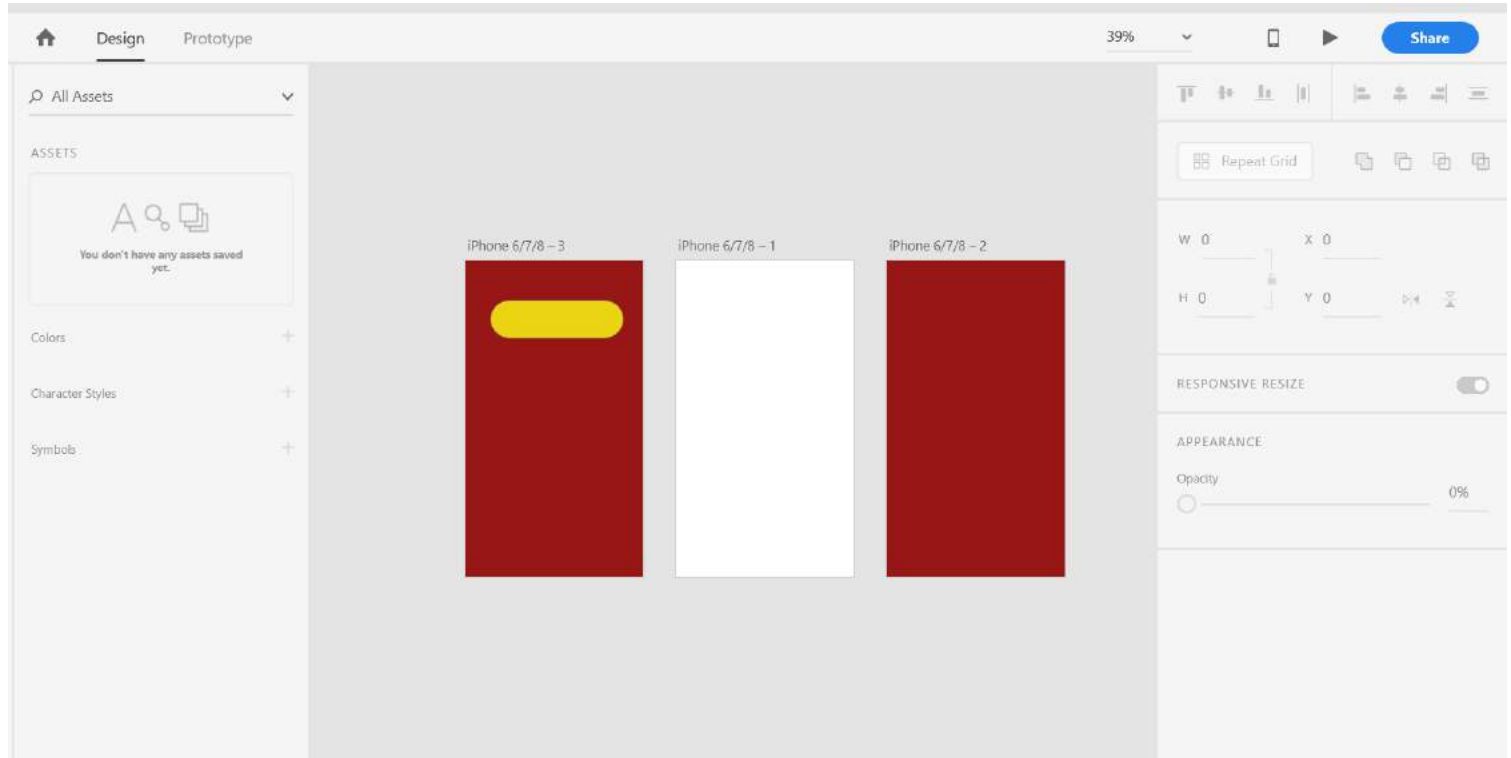 Design Prototype 39% Share
All Assets
ASSETS
You don't have any assets saved
yet.
Colors
Character Styles
Symbols
iPhone 6/7/8 – 3 iPhone 6/7/8 – 1 iPhone 6/7/8 – 2
Repeat Grid
W 0 X 0
H 0 Y 0
RESPONSIVE RESIZE
APPEARANCE
Opacity
0%